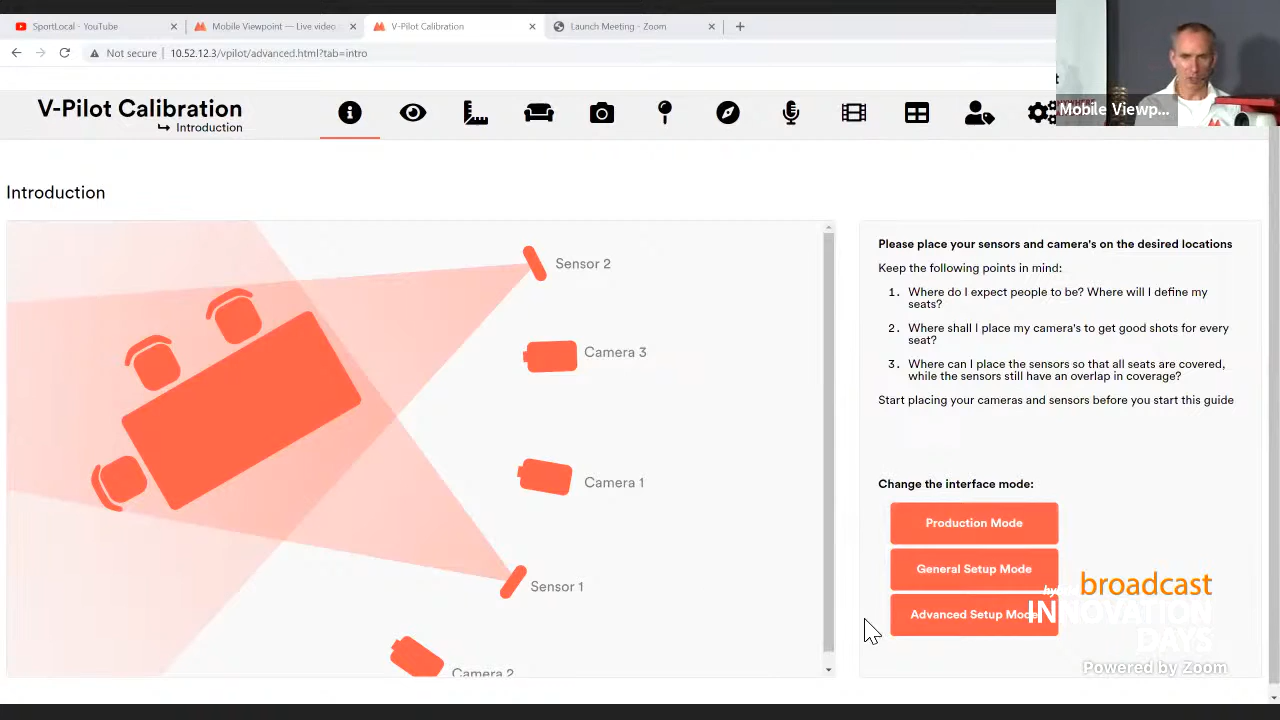 SportLocal - YouTube
Mobile Viewpoint — Live video
V-Pilot Calibration
Launch Meeting - Zoom
Not secure
10.52.12.3/vpilot/advanced.html?tab=intro
V-Pilot Calibration
Introduction
Mobile Viewp...
Introduction
Sensor 2
Camera 3
Camera 1
Sensor 1
Camera 2
Please place your sensors and camera's on the desired locations
Keep the following points in mind:
1. Where do I expect people to be? Where will I define my
seats?
2. Where shall I place my camera's to get good shots for every
seat?
3. Where can I place the sensors so that all seats are covered,
while the sensors still have an overlap in coverage?
Start placing your cameras and sensors before you start this guide
Change the interface mode:
Production Mode
General Setup Mode
Advanced Setup Mode
broadcast
INNOVATION
DAYS
Powered by Zoom